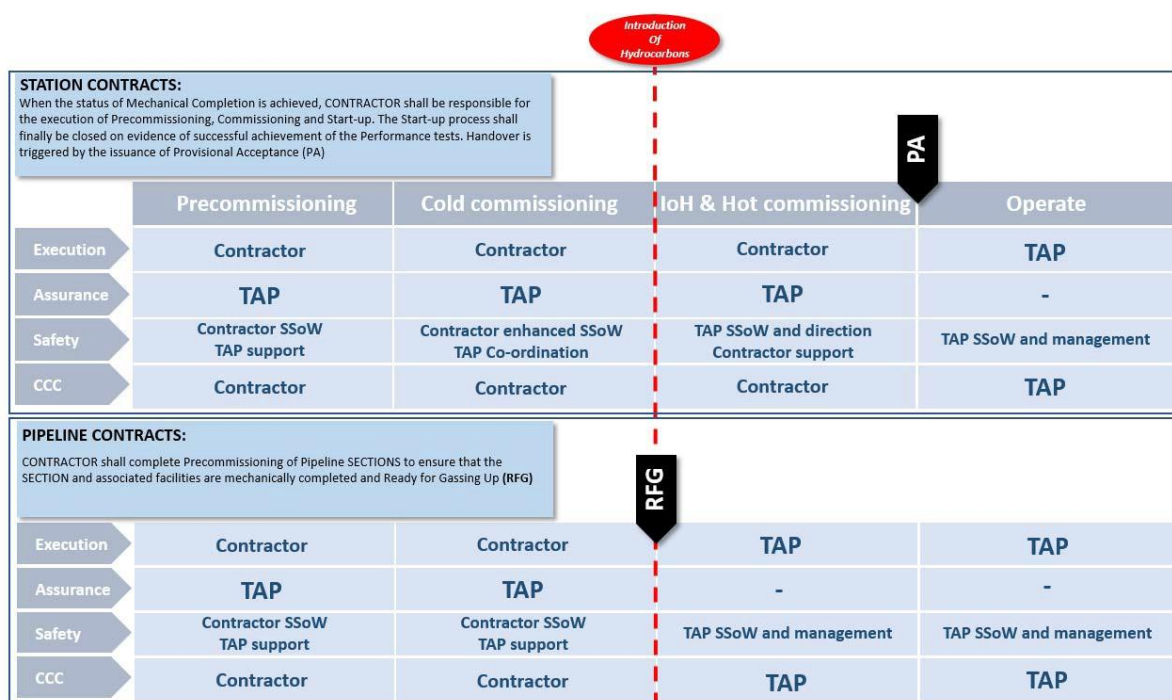 Introduction
Of
Hydrocarbons
STATION CONTRACTS:
When the status of Mechanical Completion is achieved, CONTRACTOR shall be responsible for
the execution of Precommissioning, Commissioning and Start-up. The Start-up process shall
finally be closed on evidence of successful achievement of the Performance tests. Handover is
triggered by the issuance of Provisional Acceptance (PA)
PA
Precommissioning Cold commissioning IoH & Hot commissioning Operate
Execution Contractor Contractor Contractor TAP
Assurance TAP TAP TAP -
Safety Contractor SSoW Contractor enhanced SSoW TAP SSoW and direction TAP SSoW and management
TAP support TAP Co-ordination Contractor support
CCC Contractor Contractor Contractor TAP
PIPELINE CONTRACTS:
CONTRACTOR shall complete Precommissioning of Pipeline SECTIONS to ensure that the
SECTION and associated facilities are mechanically completed and Ready for Gassing Up (RFG)
RFG
Execution Contractor Contractor TAP TAP
Assurance TAP TAP - -
Safety Contractor SSoW Contractor SSoW TAP SSoW and management TAP SSoW and management
TAP support TAP support
CCC Contractor Contractor TAP TAP